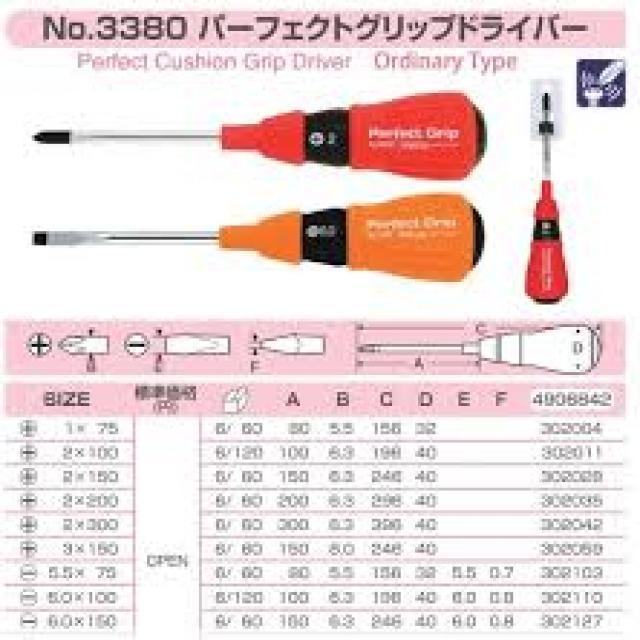 No.3380 パーフェクトグリップドライバー
Perfect Cushion Grip Driver Ordinary Type
Perfect Grip
2
Perfect Grip
6.0
B E F A C D
SIZE 標準価格 A B C D E F 4906842
1× 75 6/ 60 80 5.5 156 32 302004
2×100 6/120 100 6.3 196 40 302011
2×150 6/ 60 150 6.3 246 40 302028
2×200 6/ 60 200 6.3 296 40 302035
2×300 6/ 60 300 6.3 396 40 302042
3×150 6/ 60 150 8.0 246 40 302059
OPEN
5.5× 75 6/ 60 80 5.5 156 32 5.5 0.7 302103
6.0×100 6/120 100 6.3 196 40 6.0 0.8 302110
6.0×150 6/ 60 150 6.3 246 40 6.0 0.8 302127